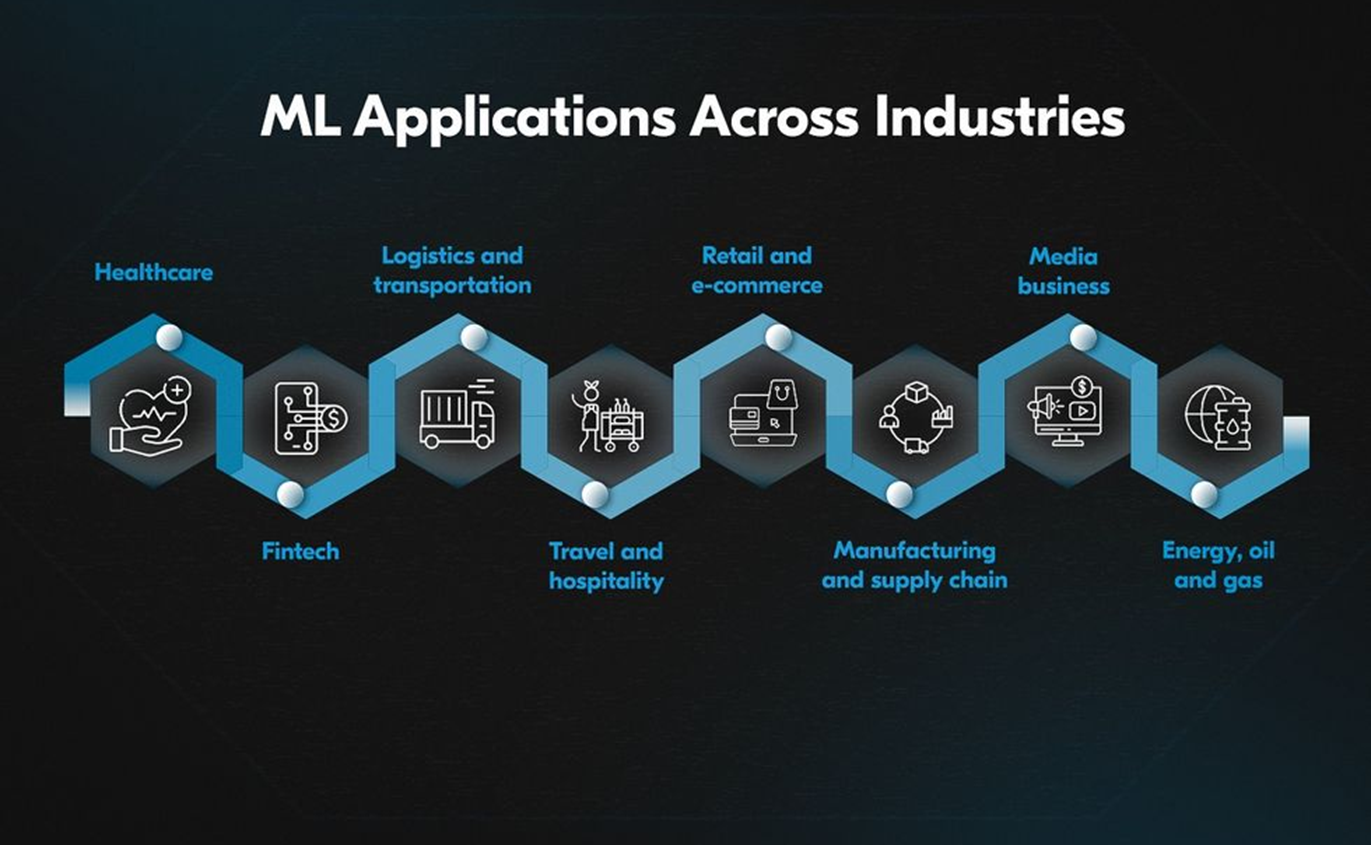 ML Applications Across Industries
Healthcare
Logistics and
transportation
Retail and
e-commerce
Media
business
$
$
Fintech
Travel and
hospitality
Manufacturing
and supply chain
Energy, oil
and gas